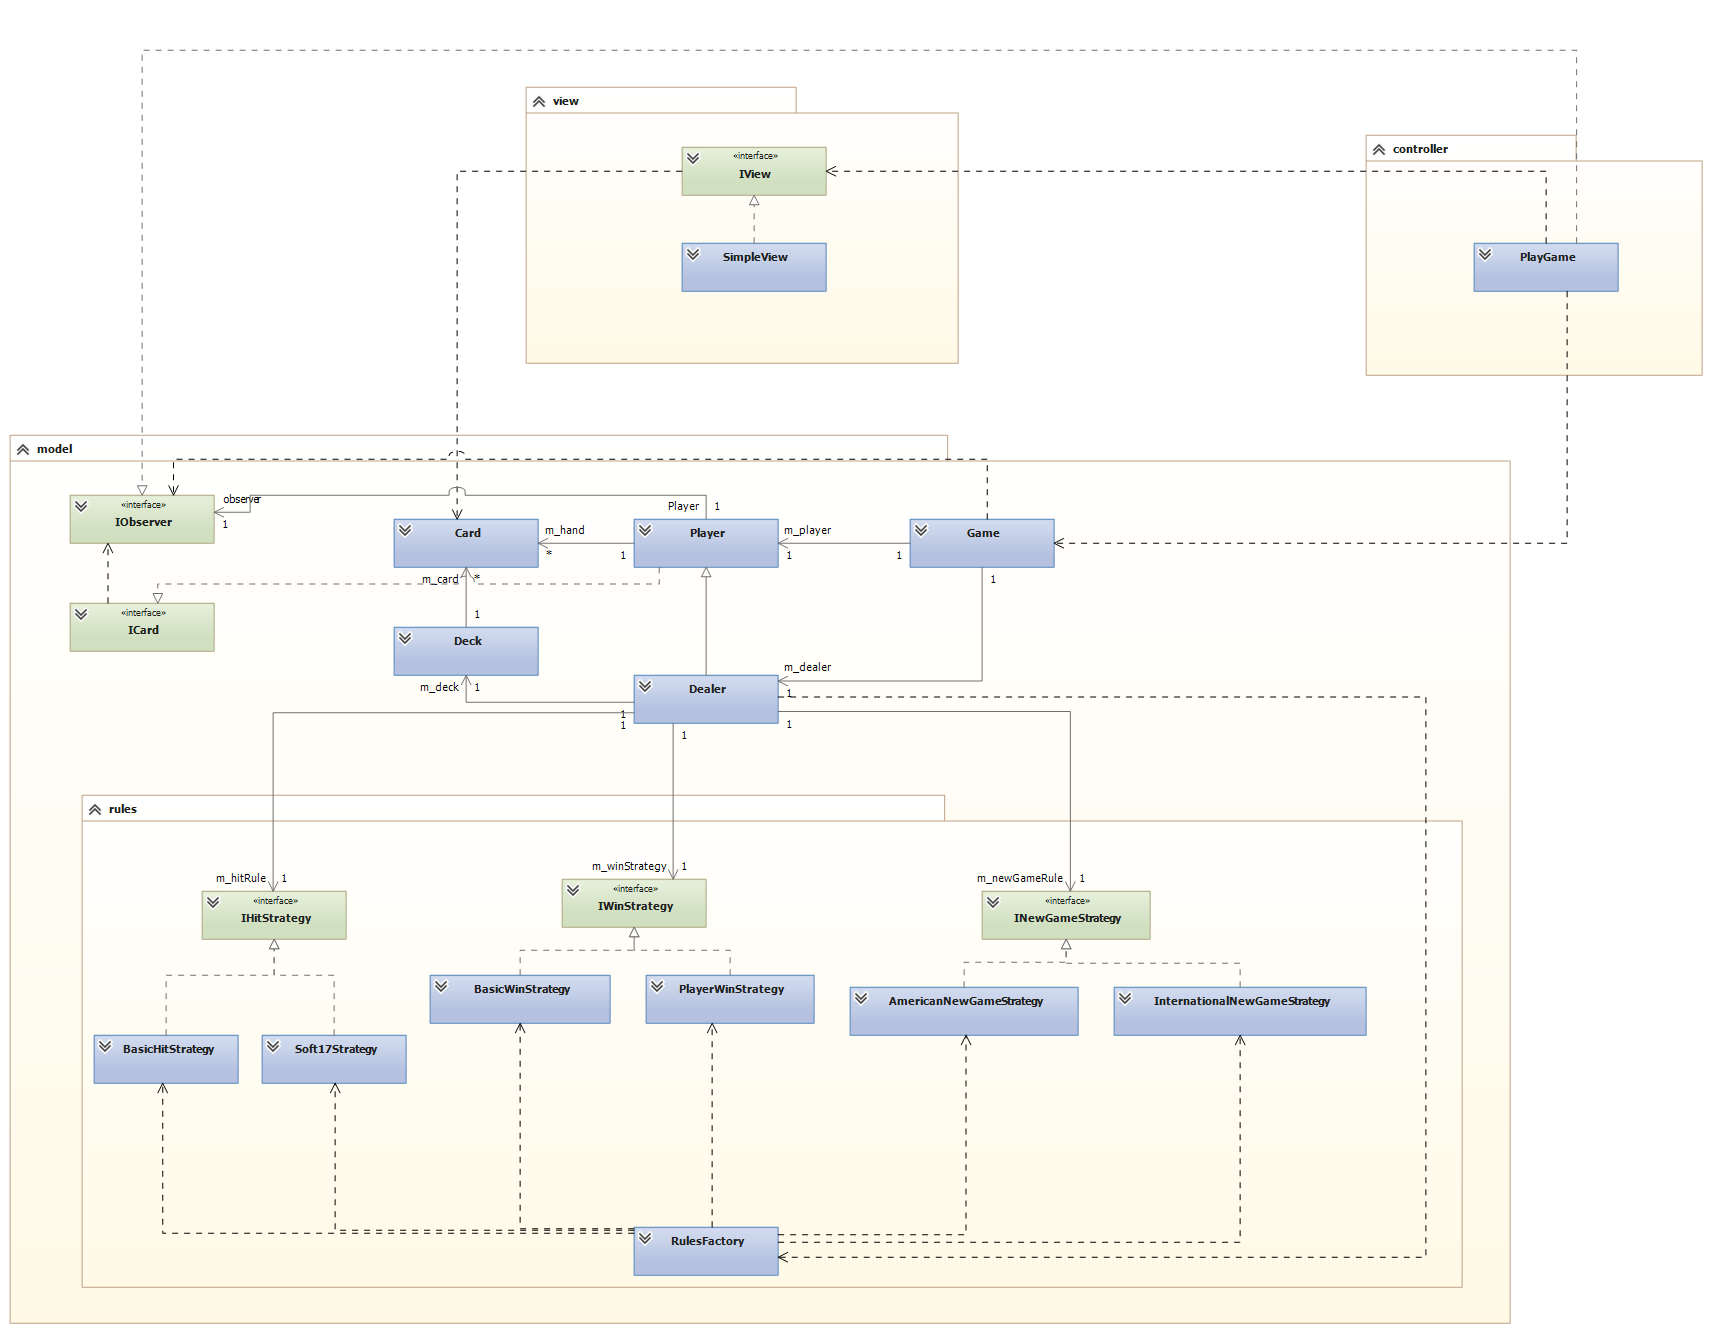 view
«interface»
IView
controller
SimpleView
PlayGame
model
«interface»
IObserver
observer
1
Player
1
Card
m_hand
*
1
Player
m_player
1
1
Game
1
m_card
*
1
«interface»
ICard
Deck
m_deck
1
m_dealer
1
Dealer
1
1
1
1
rules
m_hitRule
1
m_winStrategy
1
m_newGameRule
1
«interface»
IHitStrategy
«interface»
IWinStrategy
«interface»
INewGameStrategy
BasicWinStrategy
PlayerWinStrategy
AmericanNewGameStrategy
InternationalNewGameStrategy
BasicHitStrategy
Soft17Strategy
RulesFactory